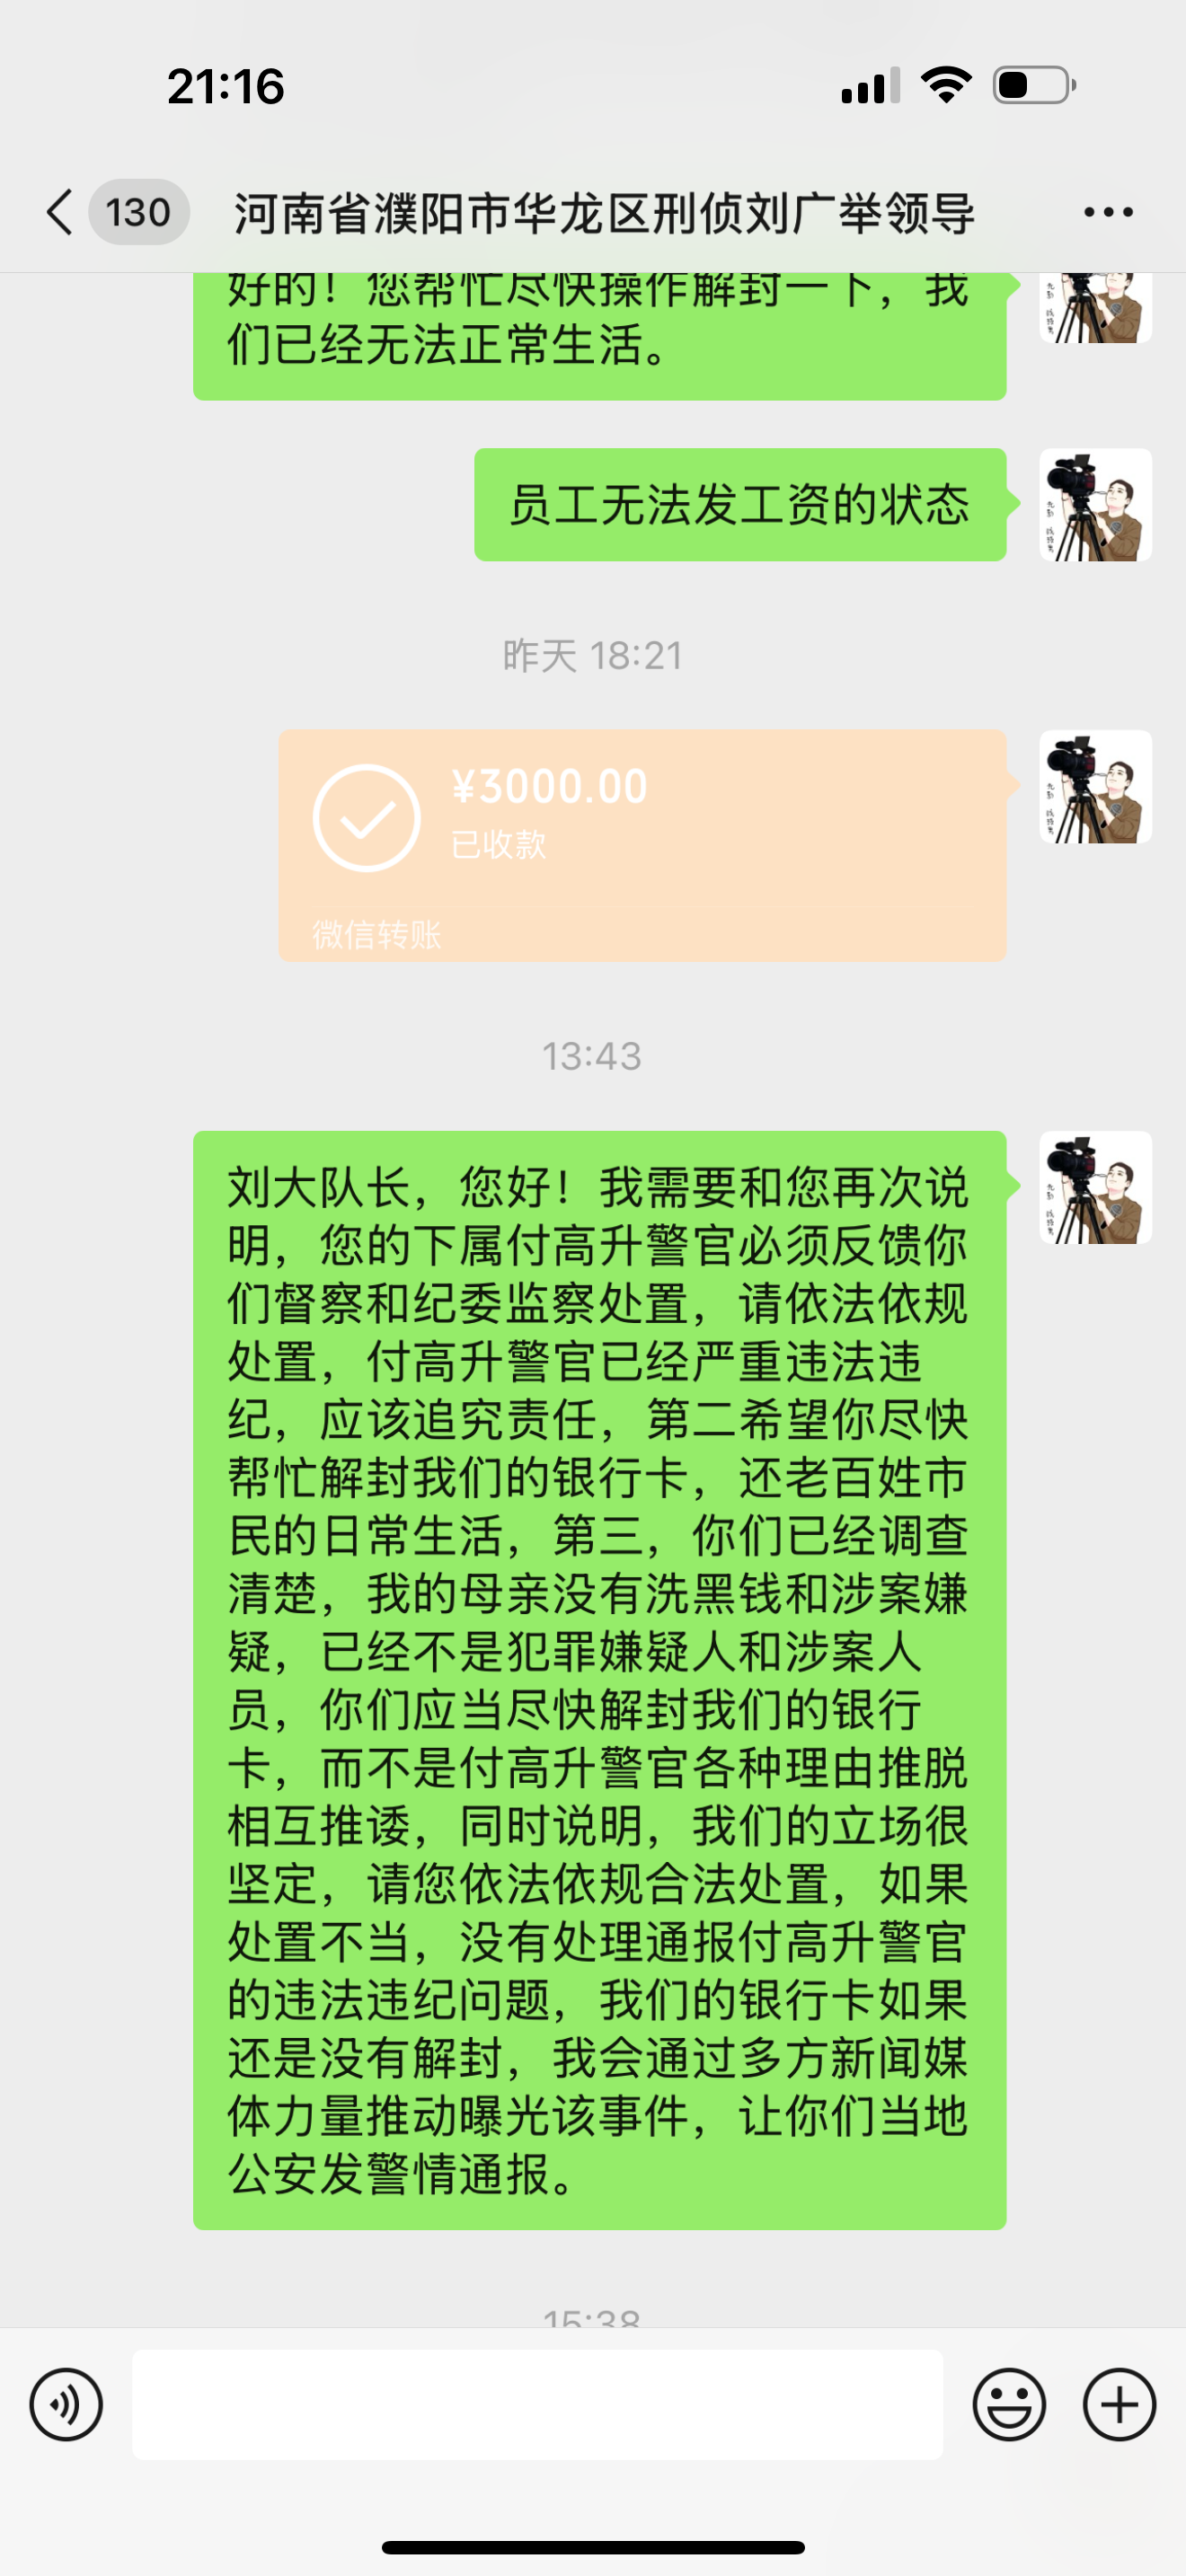 21:16
130
河南省濮阳市华龙区刑侦刘广举领导
好的！您帮忙尽快操作解封一下，我
们已经无法正常生活。
员工无法发工资的状态
昨天 18:21
¥3000.00
已收款
微信转账
13:43
刘大队长，您好！我需要和您再次说
明，您的下属付高升警官必须反馈你
们督察和纪委监察处置，请依法依规
处置，付高升警官已经严重违法违
纪，应该追究责任，第二希望你尽快
帮忙解封我们的银行卡，还老百姓市
民的日常生活，第三，你们已经调查
清楚，我的母亲没有洗黑钱和涉案嫌
疑，已经不是犯罪嫌疑人和涉案人
员，你们应当尽快解封我们的银行
卡，而不是付高升警官各种理由推脱
相互推诿，同时说明，我们的立场很
坚定，请您依法依规合法处置，如果
处置不当，没有处理通报付高升警官
的违法违纪问题，我们的银行卡如果
还是没有解封，我会通过多方新闻媒
体力量推动曝光该事件，让你们当地
公安发警情通报。
15:38